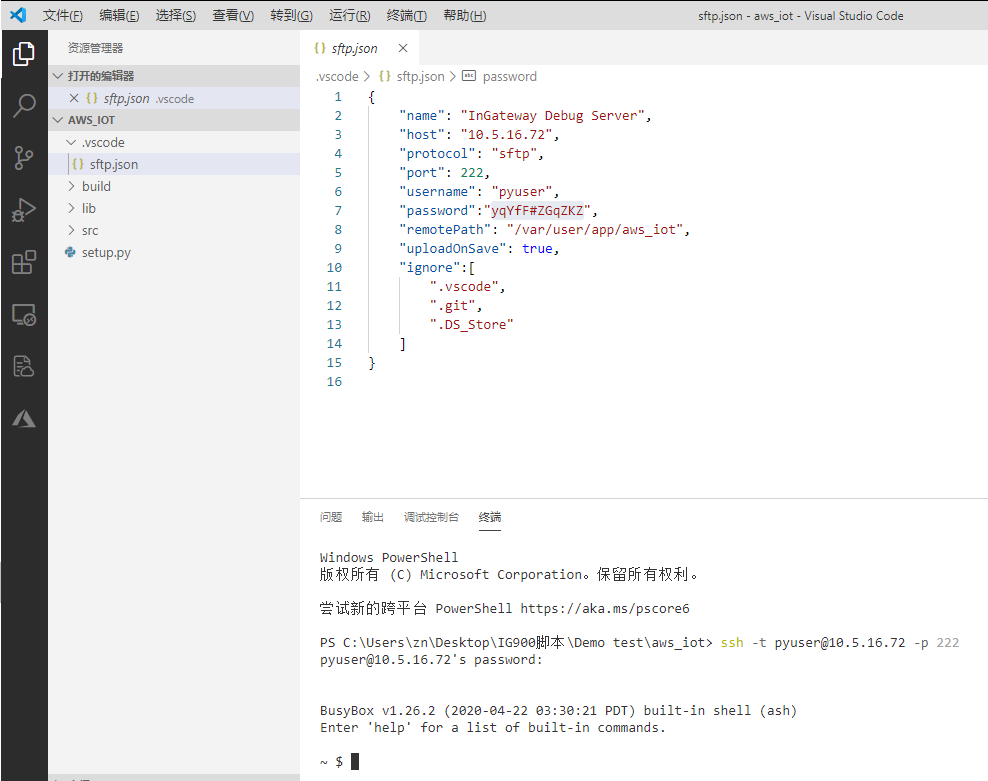 文件(F) 编辑(E) 选择(S) 查看(V) 转到(G) 运行(R) 终端(T) 帮助(H) sftp.json - aws_iot - Visual Studio Code
资源管理器
打开的编辑器
{} sftp.json .vscode
AWS_IOT
.vscode
{} sftp.json
build
lib
src
setup.py
{} sftp.json
.vscode > {} sftp.json > password
1 {
2 "name": "InGateway Debug Server",
3 "host": "10.5.16.72",
4 "protocol": "sftp",
5 "port": 222,
6 "username": "pyuser",
7 "password":"yqYfF#ZGqZKZ",
8 "remotePath": "/var/user/app/aws_iot",
9 "uploadOnSave": true,
10 "ignore":[
11 ".vscode",
12 ".git",
13 ".DS_Store"
14 ]
15 }
16
问题 输出 调试控制台 终端
Windows PowerShell
版权所有 (C) Microsoft Corporation。保留所有权利。
尝试新的跨平台 PowerShell https://aka.ms/pscore6
PS C:\Users\zn\Desktop\IG900脚本\Demo test\aws_iot> ssh -t pyuser@10.5.16.72 -p 222
pyuser@10.5.16.72's password:
BusyBox v1.26.2 (2020-04-22 03:30:21 PDT) built-in shell (ash)
Enter 'help' for a list of built-in commands.
~ $